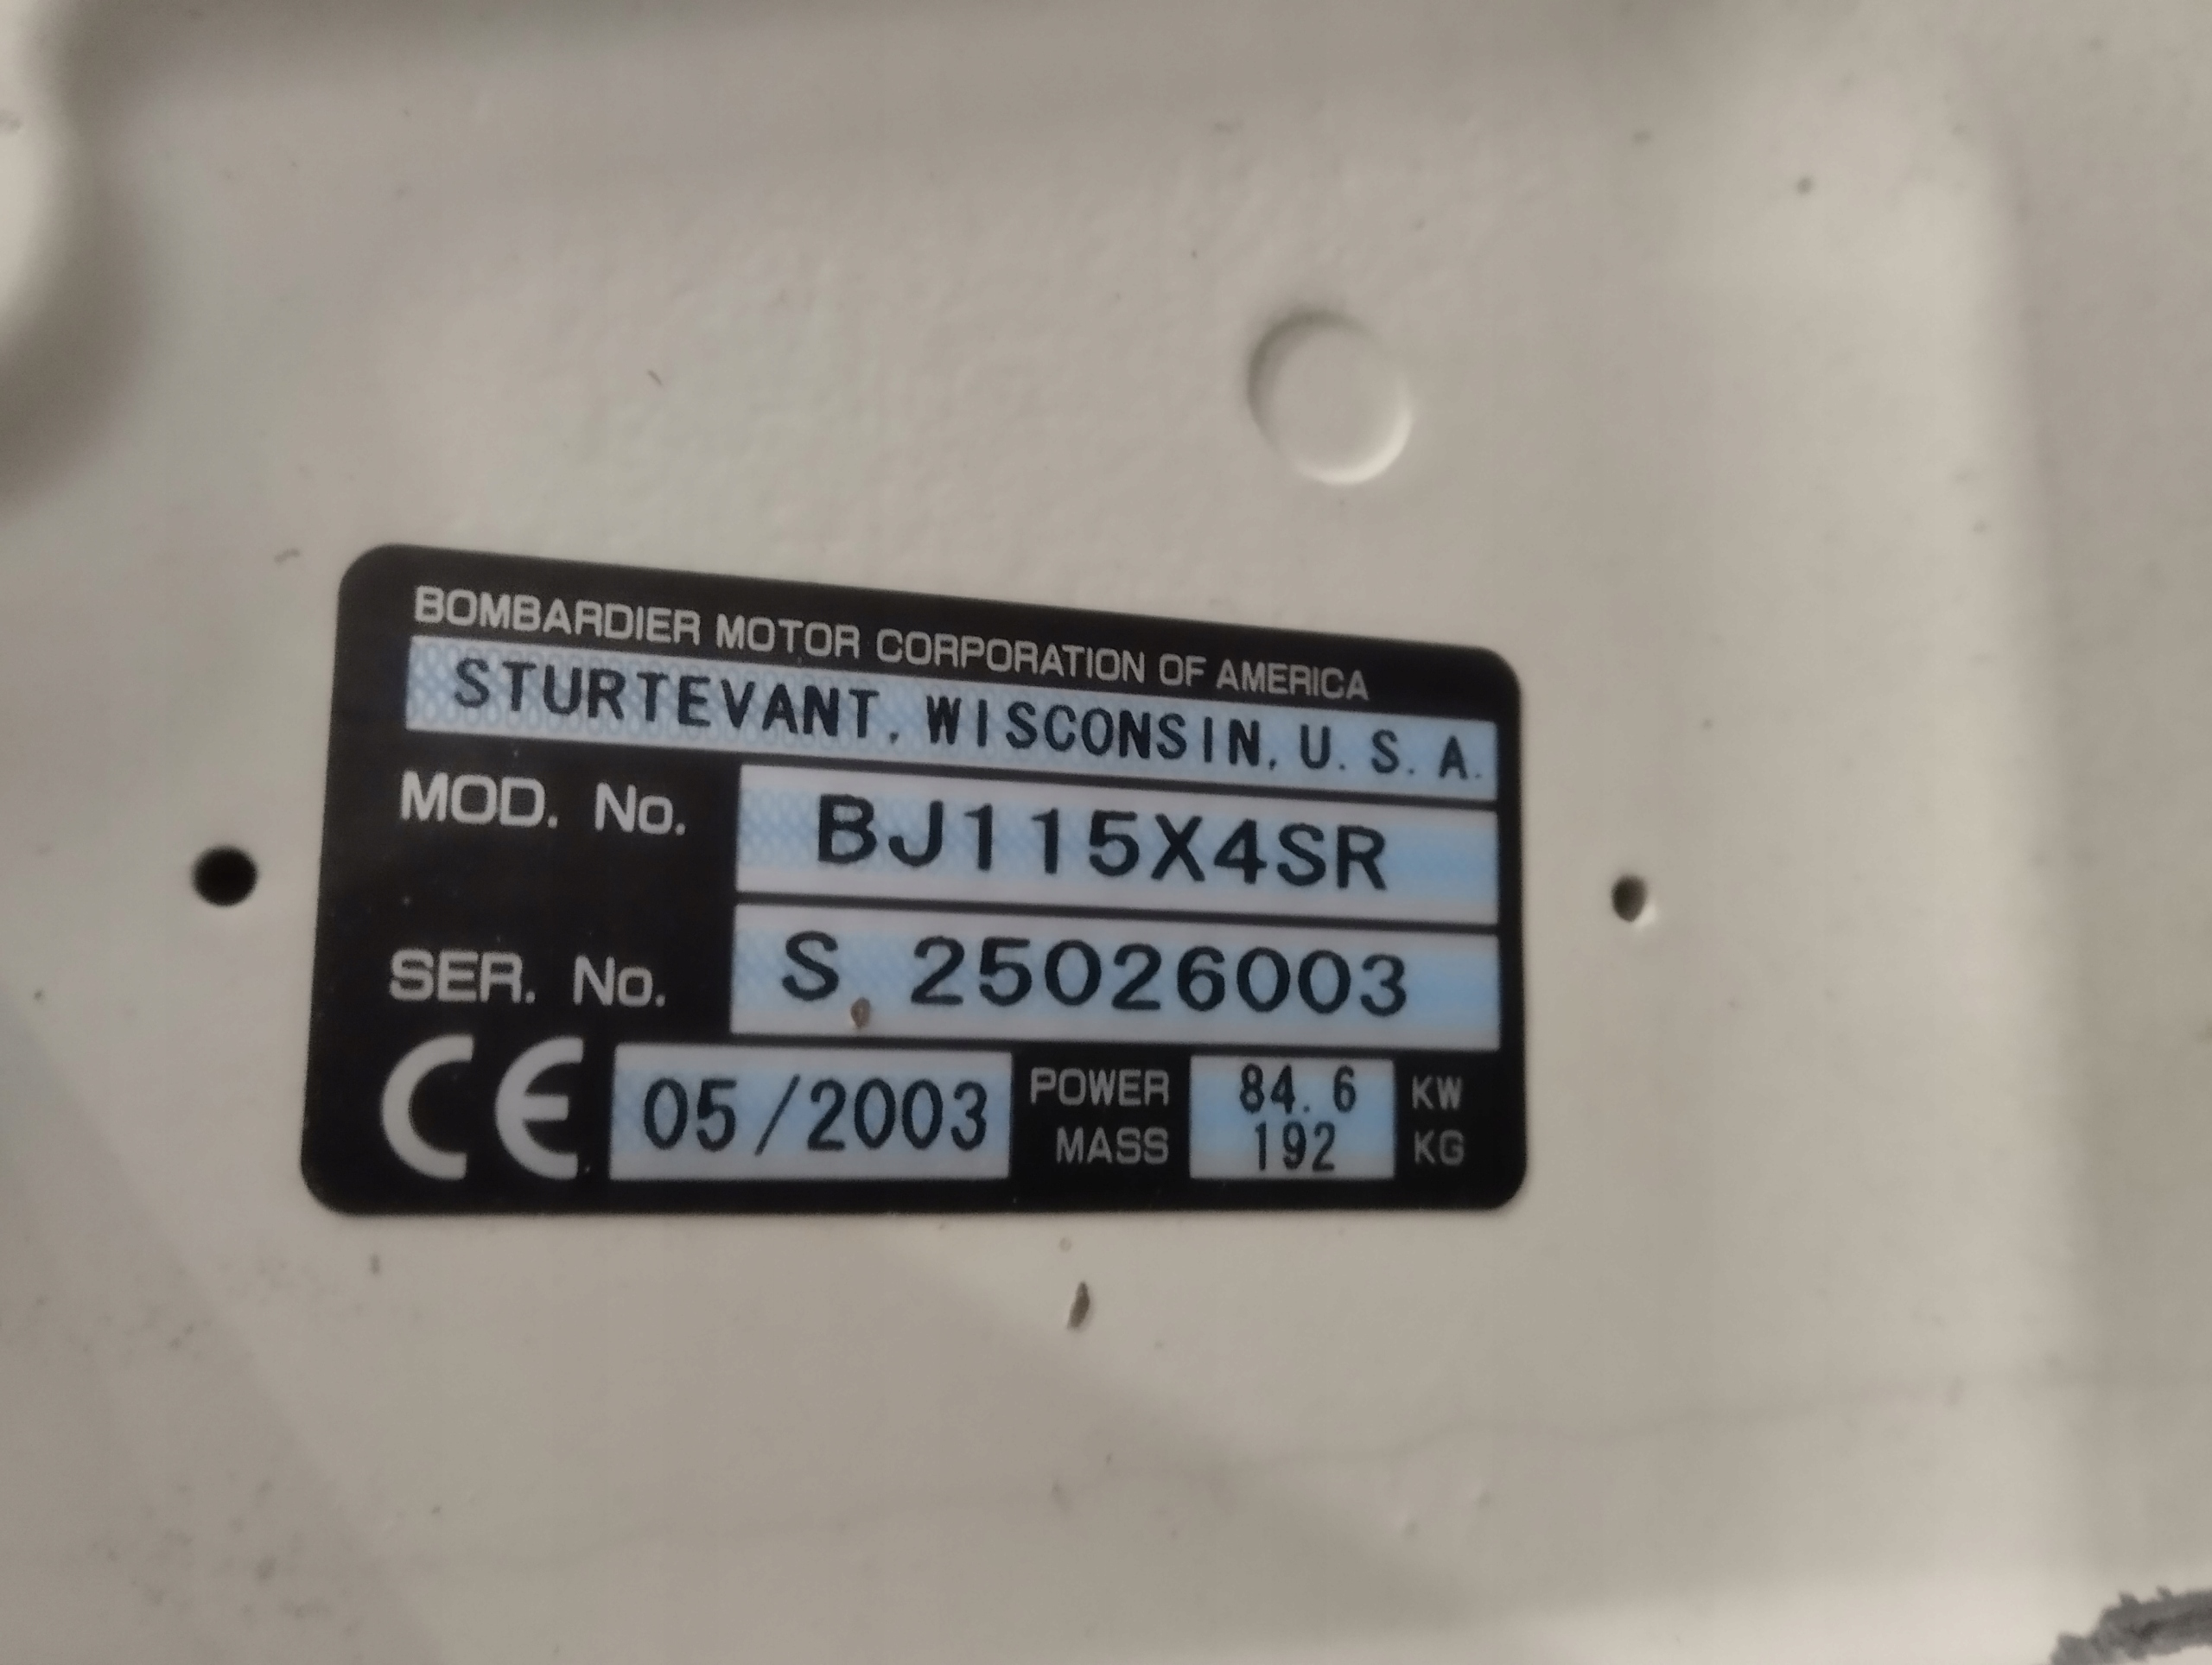 BOMBARDIER MOTOR CORPORATION OF AMERICA
STURTEVANT, WISCONSIN, U. S. A.
MOD. No. BJ115X4SR
SER. No. S 25026003
CE 05/2003 POWER 84.6 KW
MASS 192 KG